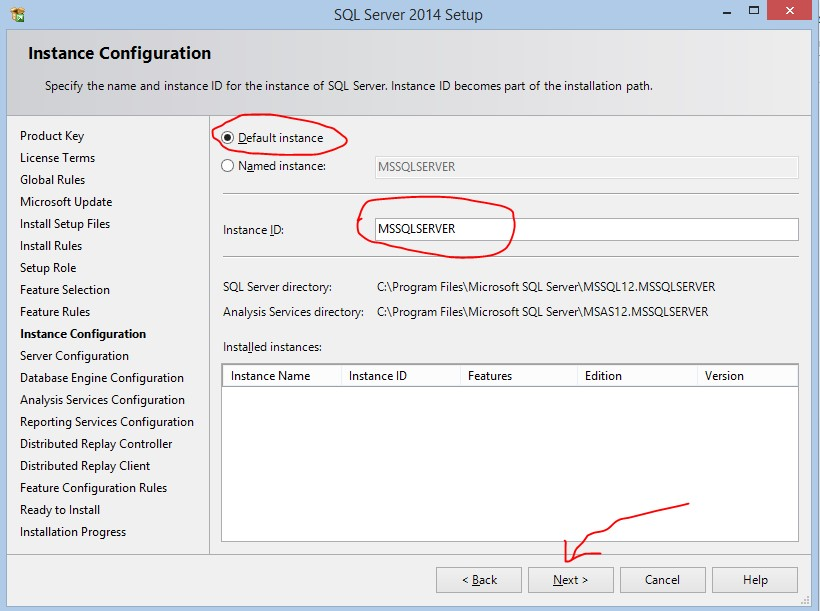 SQL Server 2014 Setup
Instance Configuration
Specify the name and instance ID for the instance of SQL Server. Instance ID becomes part of the installation path.
Product Key
License Terms
Global Rules
Microsoft Update
Install Setup Files
Install Rules
Setup Role
Feature Selection
Feature Rules
Instance Configuration
Server Configuration
Database Engine Configuration
Analysis Services Configuration
Reporting Services Configuration
Distributed Replay Controller
Distributed Replay Client
Feature Configuration Rules
Ready to Install
Installation Progress
Default instance
Named instance: MSSQLSERVER
Instance ID: MSSQLSERVER
SQL Server directory: C:\Program Files\Microsoft SQL Server\MSSQL12.MSSQLSERVER
Analysis Services directory: C:\Program Files\Microsoft SQL Server\MSAS12.MSSQLSERVER
Installed instances:
Instance Name Instance ID Features Edition Version
< Back Next > Cancel Help